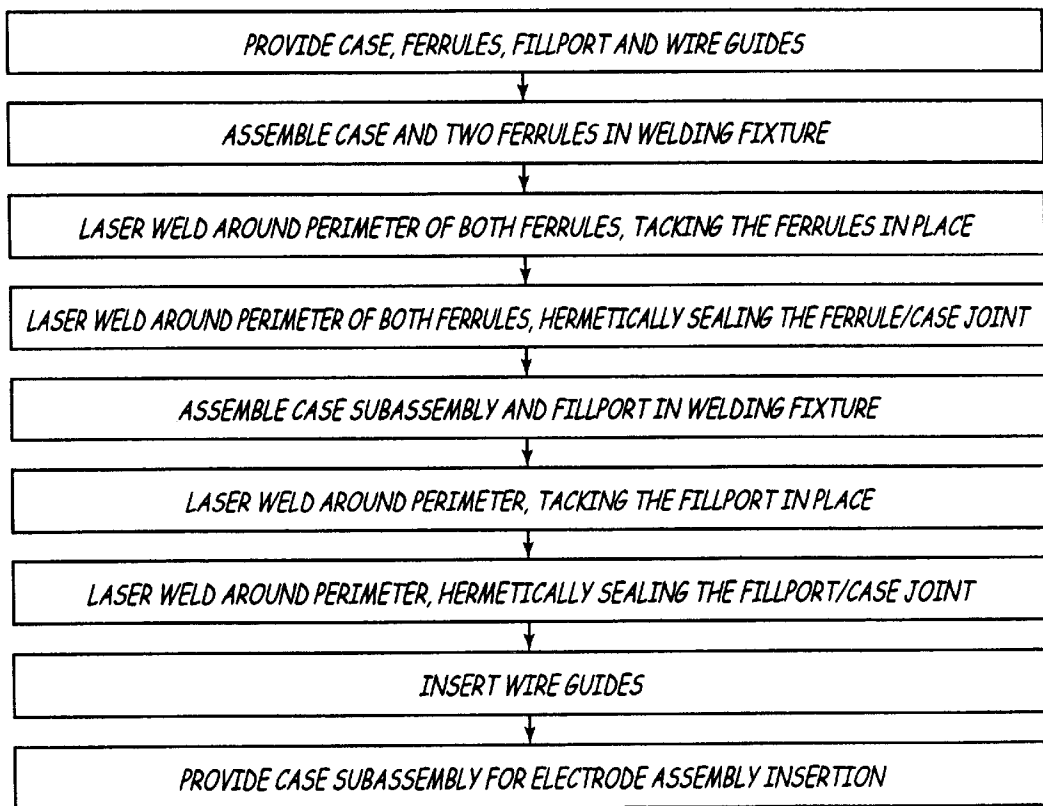 PROVIDE CASE, FERRULES, FILLPORT AND WIRE GUIDES
ASSEMBLE CASE AND TWO FERRULES IN WELDING FIXTURE
LASER WELD AROUND PERIMETER OF BOTH FERRULES, TACKING THE FERRULES IN PLACE
LASER WELD AROUND PERIMETER OF BOTH FERRULES, HERMETICALLY SEALING THE FERRULE/CASE JOINT
ASSEMBLE CASE SUBASSEMBLY AND FILLPORT IN WELDING FIXTURE
LASER WELD AROUND PERIMETER, TACKING THE FILLPORT IN PLACE
LASER WELD AROUND PERIMETER, HERMETICALLY SEALING THE FILLPORT/CASE JOINT
INSERT WIRE GUIDES
PROVIDE CASE SUBASSEMBLY FOR ELECTRODE ASSEMBLY INSERTION